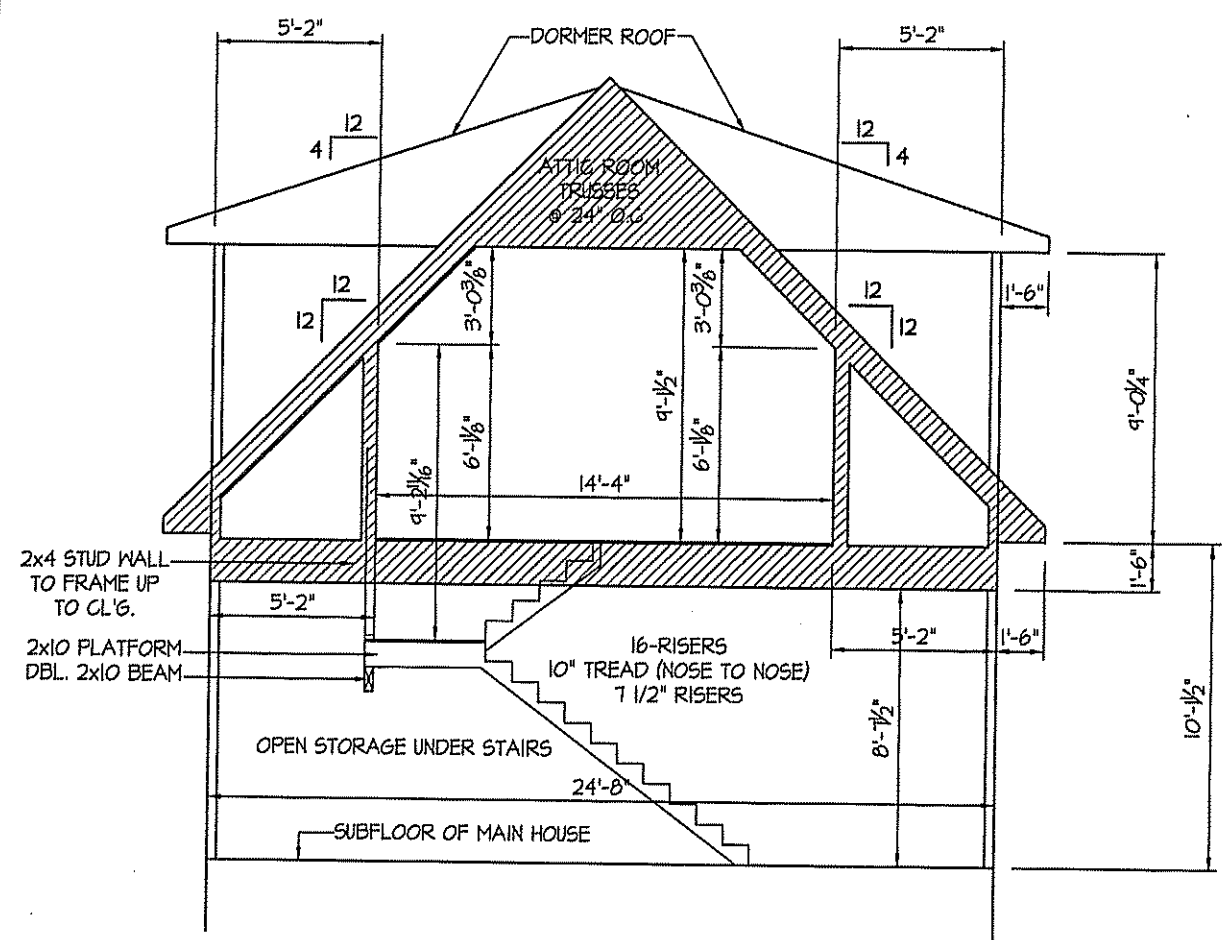 5'-2"
DORMER ROOF
5'-2"
12
4
12
4
ATTIC ROOM
TRUSSES
@ 24" O.C.
12
12
12
12
1'-6"
3'-0 3/8"
3'-0 3/8"
9'-1 1/2"
9'-0 1/4"
6'-1 1/8"
6'-1 1/8"
9'-2 11/16"
14'-4"
2x4 STUD WALL
TO FRAME UP
TO CL'G.
1'-6"
5'-2"
5'-2"
1'-6"
2x10 PLATFORM
DBL. 2x10 BEAM
16-RISERS
10" TREAD (NOSE TO NOSE)
7 1/2" RISERS
8'-7 1/2"
10'-1 1/2"
OPEN STORAGE UNDER STAIRS
24'-8"
SUBFLOOR OF MAIN HOUSE